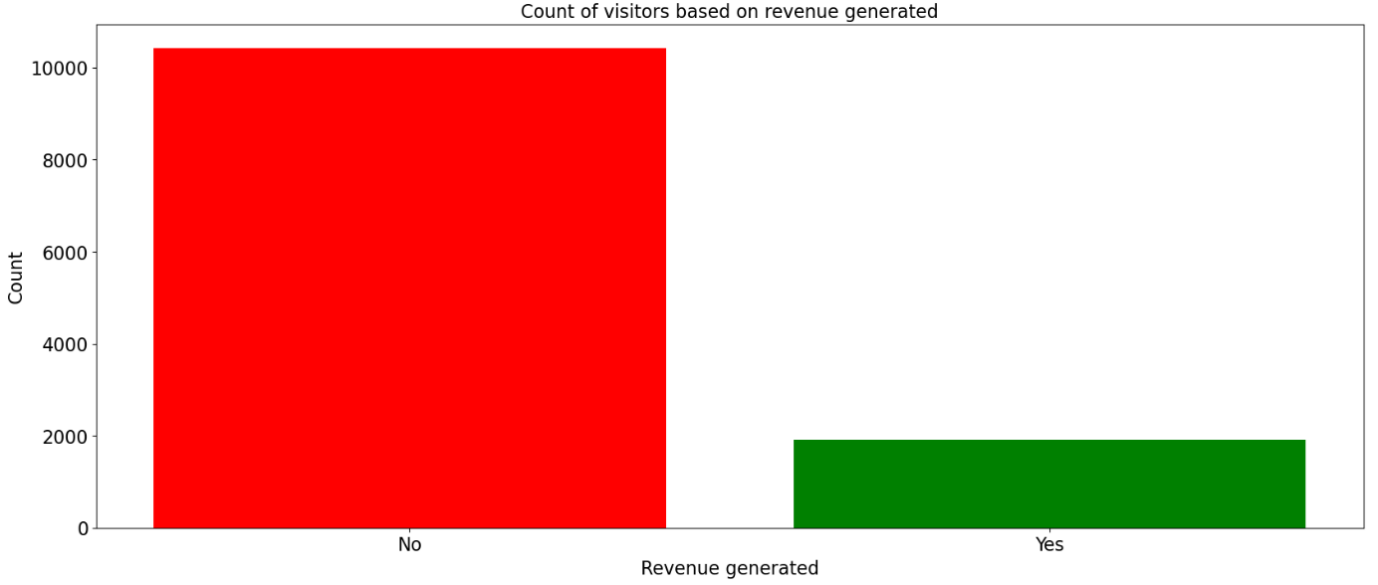 Count of visitors based on revenue generated
10000
8000
6000
4000
2000
0
Count
No
Yes
Revenue generated